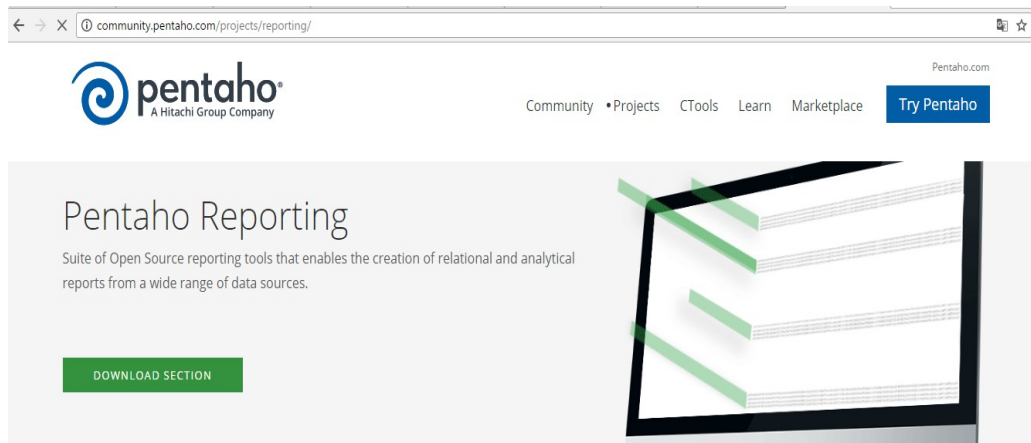 community.pentaho.com/projects/reporting/
Pentaho.com
pentaho®
A Hitachi Group Company
Community •Projects CTools Learn Marketplace Try Pentaho
Pentaho Reporting
Suite of Open Source reporting tools that enables the creation of relational and analytical
reports from a wide range of data sources.
DOWNLOAD SECTION